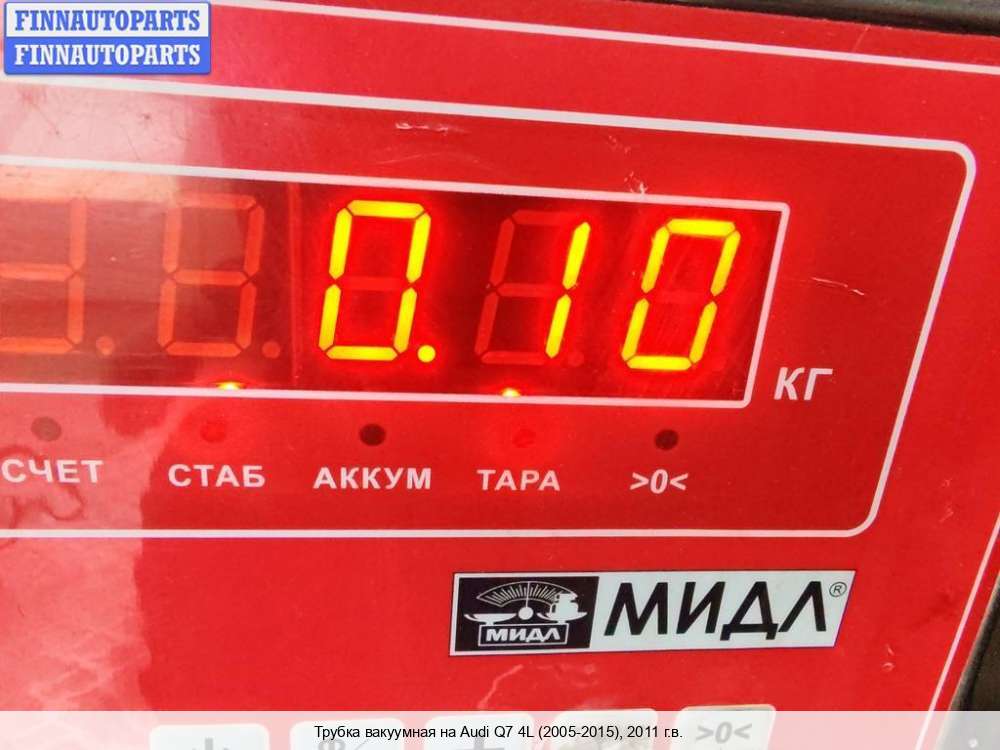 FINNAUTOPARTS
FINNAUTOPARTS
0.10
КГ
СЧЕТ СТАБ АККУМ ТАРА >0<
МИДЛ МИДЛ®
>0<
Трубка вакуумная на Audi Q7 4L (2005-2015), 2011 г.в.